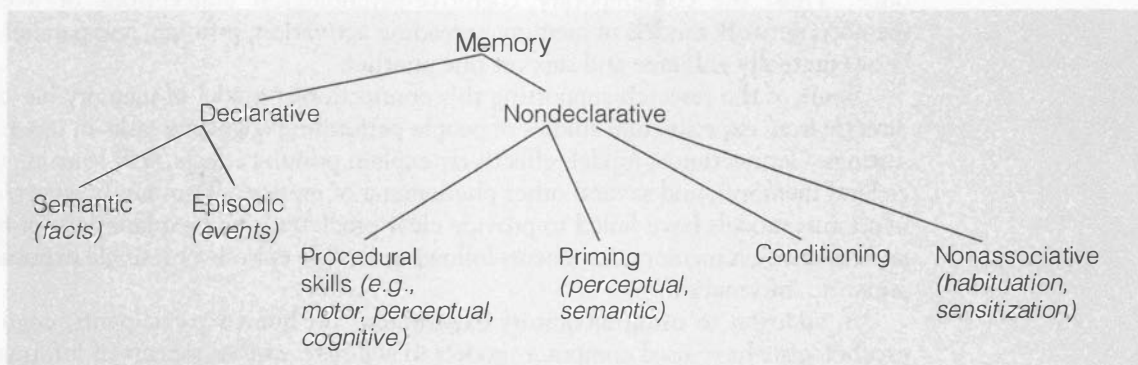 Memory
Declarative
Nondeclarative
Semantic
(facts)
Episodic
(events)
Procedural
skills (e.g.,
motor, perceptual,
cognitive)
Priming
(perceptual,
semantic)
Conditioning
Nonassociative
(habituation,
sensitization)